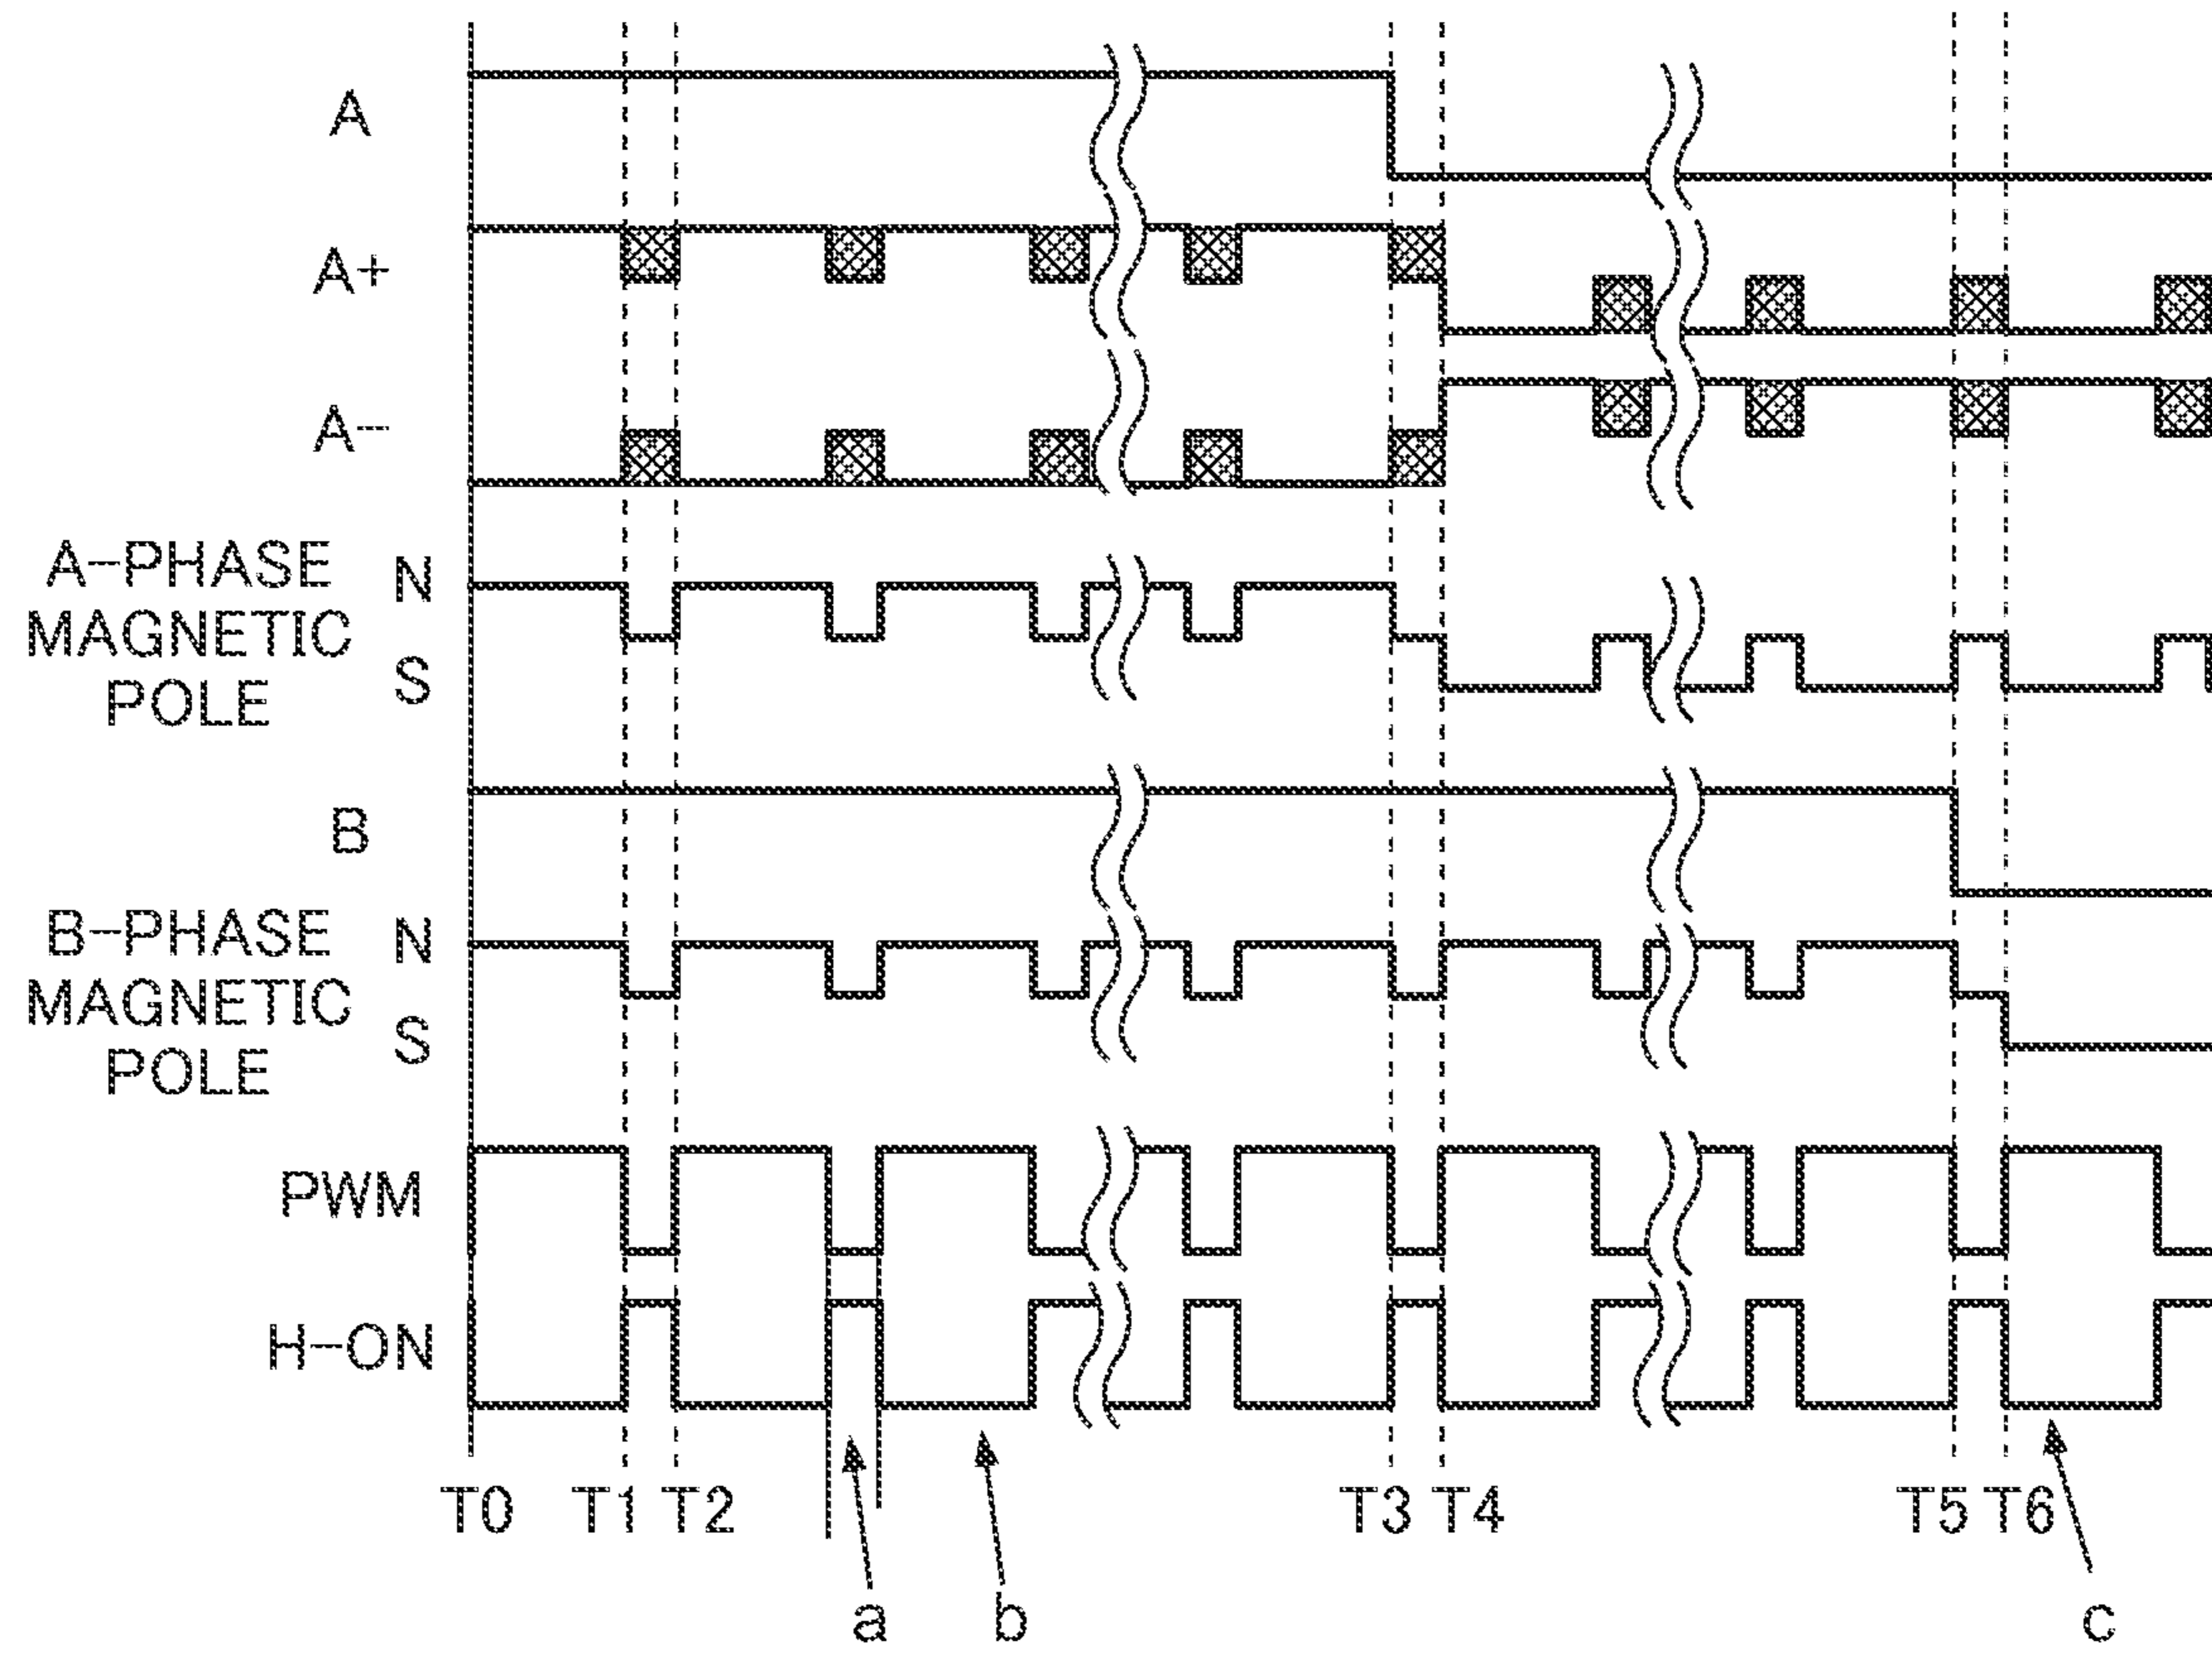 A
A+
A-
A-PHASE
MAGNETIC
POLE
N
S
B
B-PHASE
MAGNETIC
POLE
N
S
PWM
H-ON
T0 T1 T2 T3 T4 T5 T6
a b c